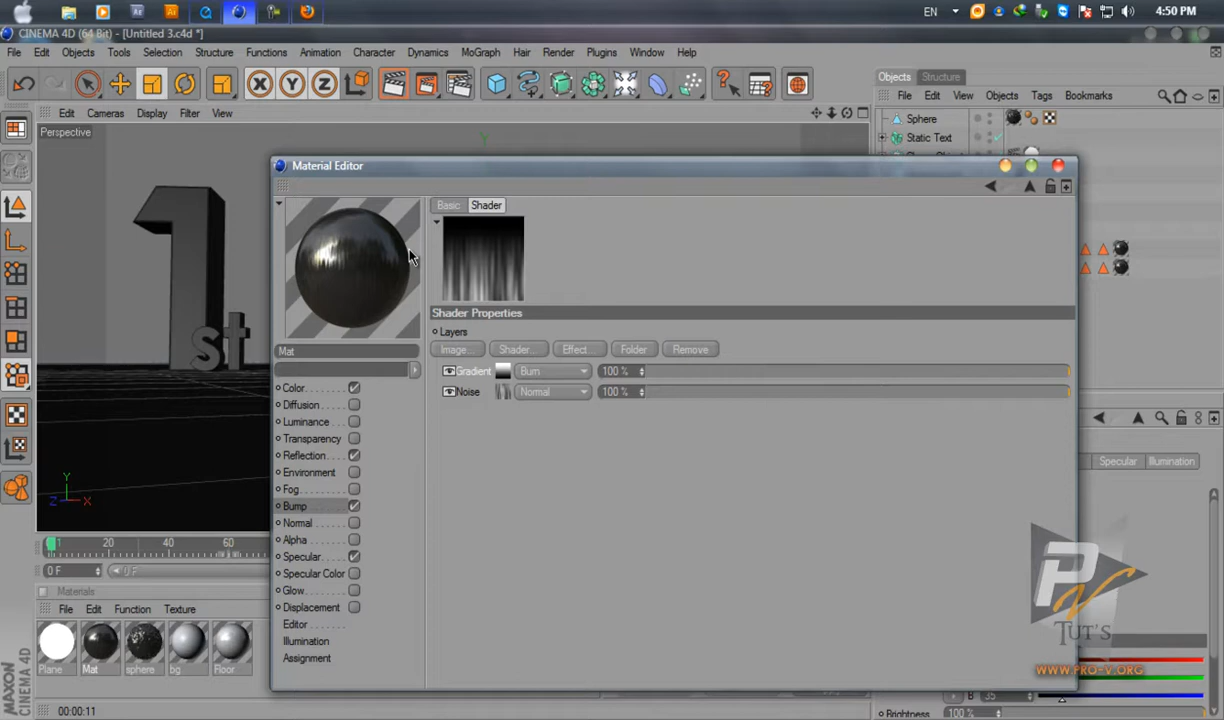 EN
4:50 PM
CINEMA 4D (64 Bit) - [Untitled 3.c4d *]
File Edit Objects Tools Selection Structure Functions Animation Character Dynamics MoGraph Hair Render Plugins Window Help
X Y Z
Objects Structure
File Edit View Objects Tags Bookmarks
Edit Cameras Display Filter View
Perspective
Sphere
Static Text
1st
Y
Z
X
Material Editor
Basic Shader
Shader Properties
Layers
Image... Shader... Effect... Folder Remove
Gradient Burn 100 %
Noise Normal 100 %
Mat
Color
Diffusion
Luminance
Transparency
Reflection
Environment
Fog
Bump
Normal
Alpha
Specular
Specular Color
Glow
Displacement
Editor
Illumination
Assignment
Specular Illumination
20 40 60
0 F
0 F
Materials
File Edit Function Texture
Plane Mat sphere bg Floor
00:00:11
MAXON
CINEMA 4D
PV
TUT'S
WWW.PRO-V.ORG
B 35
Brightness 100 %